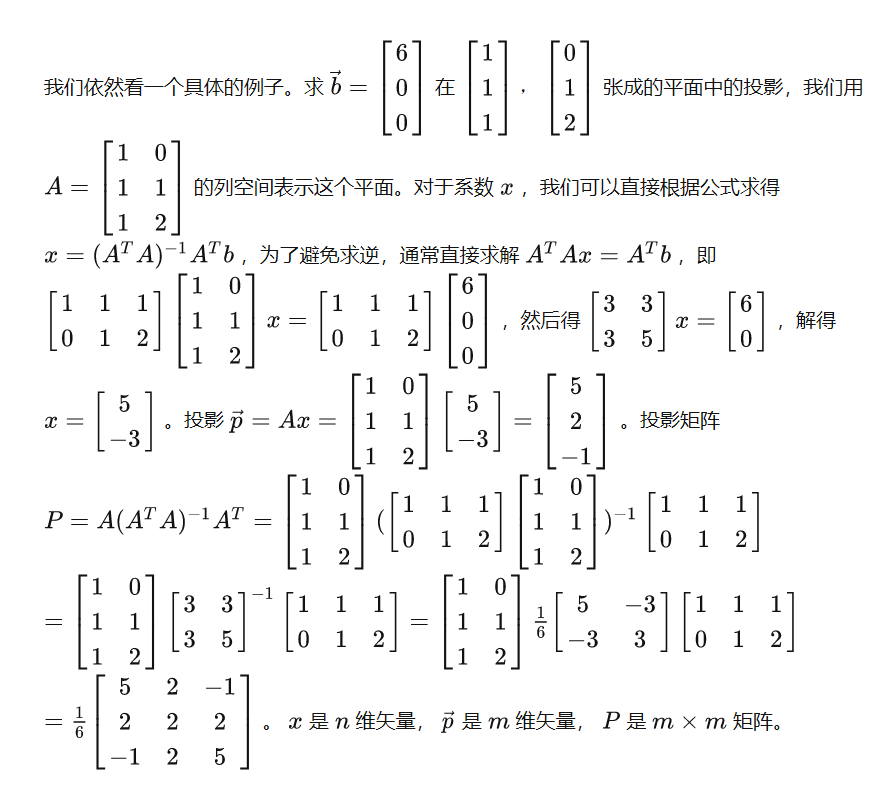 我们依然看一个具体的例子。求 $\vec{b} = \begin{bmatrix} 6 \\ 0 \\ 0 \end{bmatrix}$ 在 $\begin{bmatrix} 1 \\ 1 \\ 1 \end{bmatrix}$ ， $\begin{bmatrix} 0 \\ 1 \\ 2 \end{bmatrix}$ 张成的平面中的投影，我们用
$A = \begin{bmatrix} 1 & 0 \\ 1 & 1 \\ 1 & 2 \end{bmatrix}$ 的列空间表示这个平面。对于系数 $x$ ，我们可以直接根据公式求得
$x = (A^T A)^{-1} A^T b$ ，为了避免求逆，通常直接求解 $A^T A x = A^T b$ ，即
$\begin{bmatrix} 1 & 1 & 1 \\ 0 & 1 & 2 \end{bmatrix} \begin{bmatrix} 1 & 0 \\ 1 & 1 \\ 1 & 2 \end{bmatrix} x = \begin{bmatrix} 1 & 1 & 1 \\ 0 & 1 & 2 \end{bmatrix} \begin{bmatrix} 6 \\ 0 \\ 0 \end{bmatrix}$ ，然后得 $\begin{bmatrix} 3 & 3 \\ 3 & 5 \end{bmatrix} x = \begin{bmatrix} 6 \\ 0 \end{bmatrix}$ ，解得
$x = \begin{bmatrix} 5 \\ -3 \end{bmatrix}$ 。投影 $\vec{p} = Ax = \begin{bmatrix} 1 & 0 \\ 1 & 1 \\ 1 & 2 \end{bmatrix} \begin{bmatrix} 5 \\ -3 \end{bmatrix} = \begin{bmatrix} 5 \\ 2 \\ -1 \end{bmatrix}$ 。投影矩阵
$P = A(A^T A)^{-1} A^T = \begin{bmatrix} 1 & 0 \\ 1 & 1 \\ 1 & 2 \end{bmatrix} (\begin{bmatrix} 1 & 1 & 1 \\ 0 & 1 & 2 \end{bmatrix} \begin{bmatrix} 1 & 0 \\ 1 & 1 \\ 1 & 2 \end{bmatrix})^{-1} \begin{bmatrix} 1 & 1 & 1 \\ 0 & 1 & 2 \end{bmatrix}$
$= \begin{bmatrix} 1 & 0 \\ 1 & 1 \\ 1 & 2 \end{bmatrix} \begin{bmatrix} 3 & 3 \\ 3 & 5 \end{bmatrix}^{-1} \begin{bmatrix} 1 & 1 & 1 \\ 0 & 1 & 2 \end{bmatrix} = \begin{bmatrix} 1 & 0 \\ 1 & 1 \\ 1 & 2 \end{bmatrix} \frac{1}{6} \begin{bmatrix} 5 & -3 \\ -3 & 3 \end{bmatrix} \begin{bmatrix} 1 & 1 & 1 \\ 0 & 1 & 2 \end{bmatrix}$
$= \frac{1}{6} \begin{bmatrix} 5 & 2 & -1 \\ 2 & 2 & 2 \\ -1 & 2 & 5 \end{bmatrix}$ 。 $x$ 是 $n$ 维矢量， $\vec{p}$ 是 $m$ 维矢量， $P$ 是 $m \times m$ 矩阵。